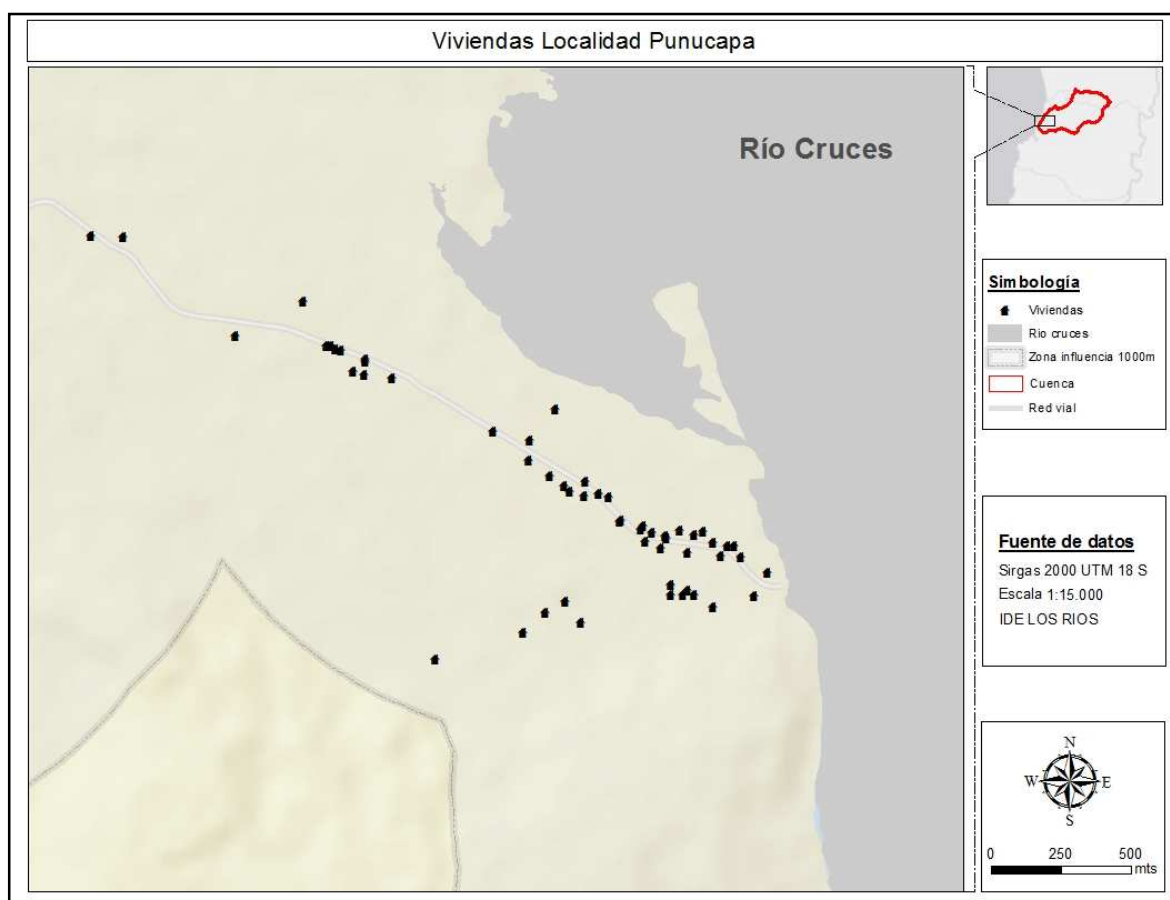 Viviendas Localidad Punucapa
Río Cruces
Simbología
Viviendas
Rio cruces
Zona influencia 1000m
Cuenca
Red vial
Fuente de datos
Sirgas 2000 UTM 18 S
Escala 1:15.000
IDE LOS RIOS
N
W E
S
0 250 500
mts